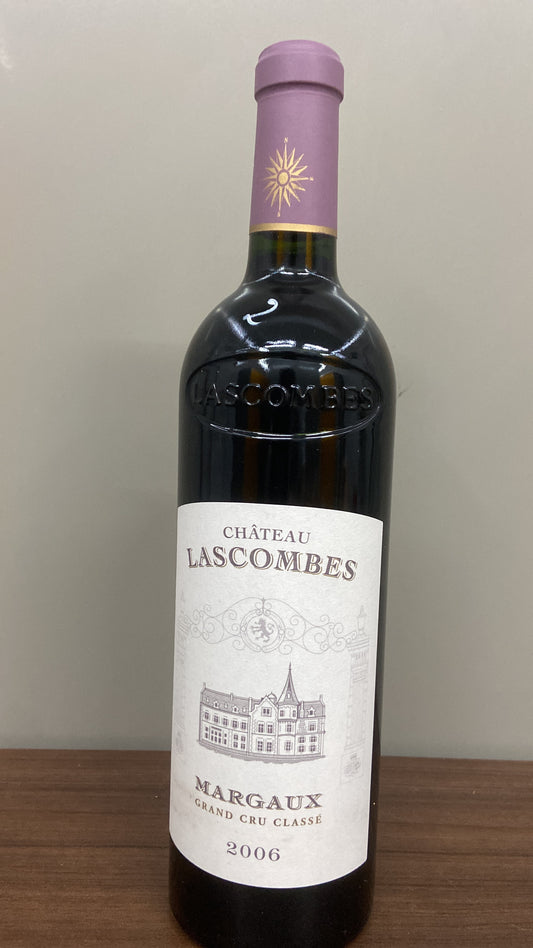 LASCOMBES
CHÂTEAU
LASCOMBES
MARGAUX
GRAND CRU CLASSÉ
2006